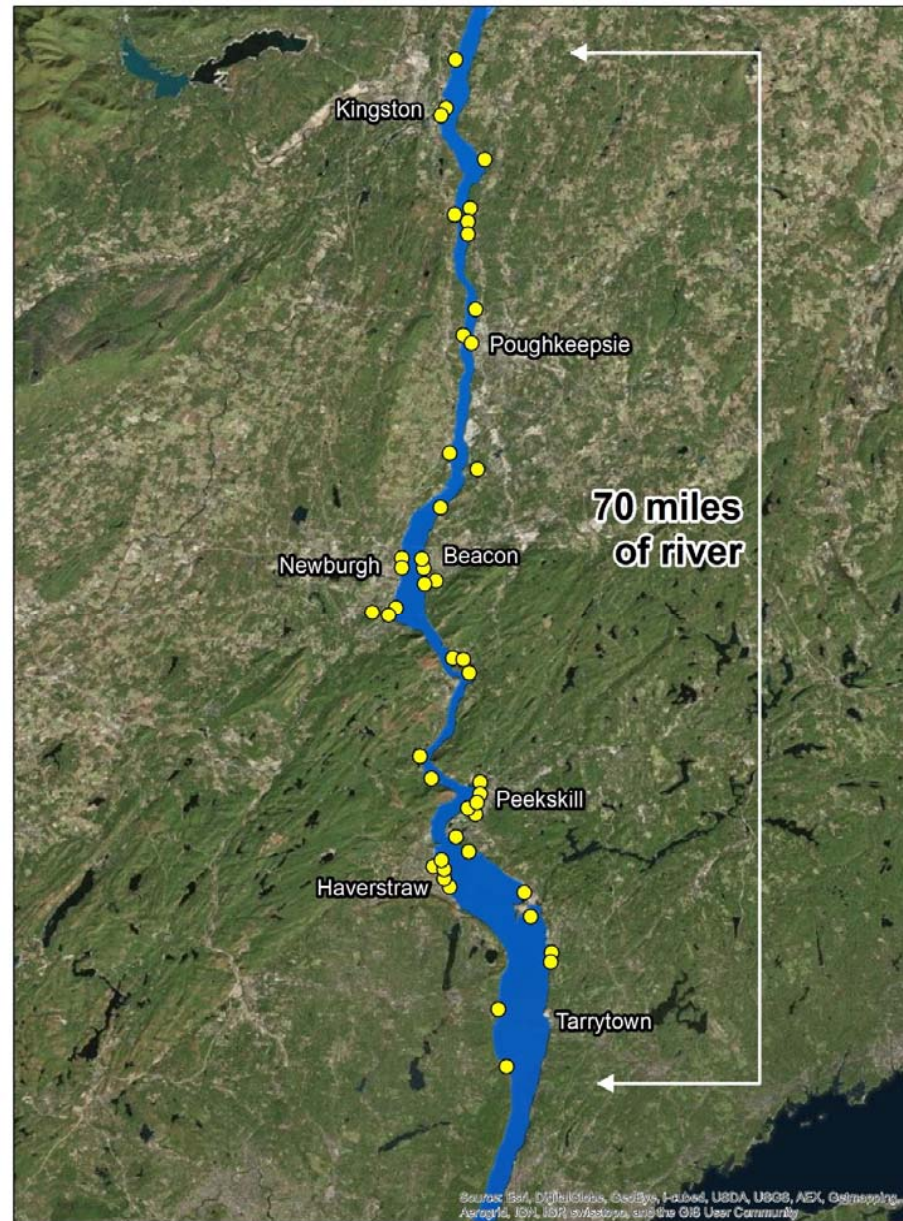 Kingston
Poughkeepsie
70 miles
of river
Newburgh
Beacon
Peekskill
Haverstraw
Tarrytown
Source: Esri, DigitalGlobe, GeoEye, i-cubed, USDA, USGS, AEX, Getmapping,
Aerogrid, IGN, IGP, swisstopo, and the GIS User Community